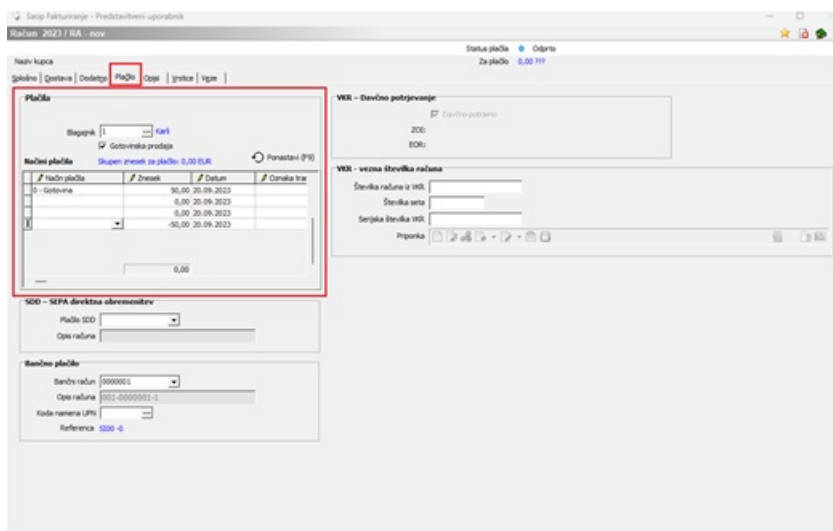 Saop Fakturiranje - Predstavitveni uporabnik
Račun 2023 / RA - nov
Status plačila Odprto
Naziv kupca
Za plačilo 0,00 ???
Splošno | Dostava | Dodatno Plačilo Opisi | Vrstice | Veze |
Plačila
Blagajnik 1 Karli
Gotovinska prodaja
Ponastavi (F9)
Načini plačila Skupen znesek za plačilo: 0,00 EUR
Način plačila Znesek Datum Oznaka tran
0 - Gotovina 50,00 20.09.2023
0,00 20.09.2023
0,00 20.09.2023
-50,00 20.09.2023
0,00
SDD – SEPA direktna obremenitev
Plačilo SDD
Opis računa
Bančno plačilo
Bančni račun 0000001
Opis računa 001-0000001-1
Koda namena UPN
Referenca SI00 -0
VKR – Davčno potrjevanje
Davčno potrjeno
ZOI:
EOR:
VKR - vezna številka računa
Številka računa iz VKR
Številka seta
Serijska številka VKR
Priponka